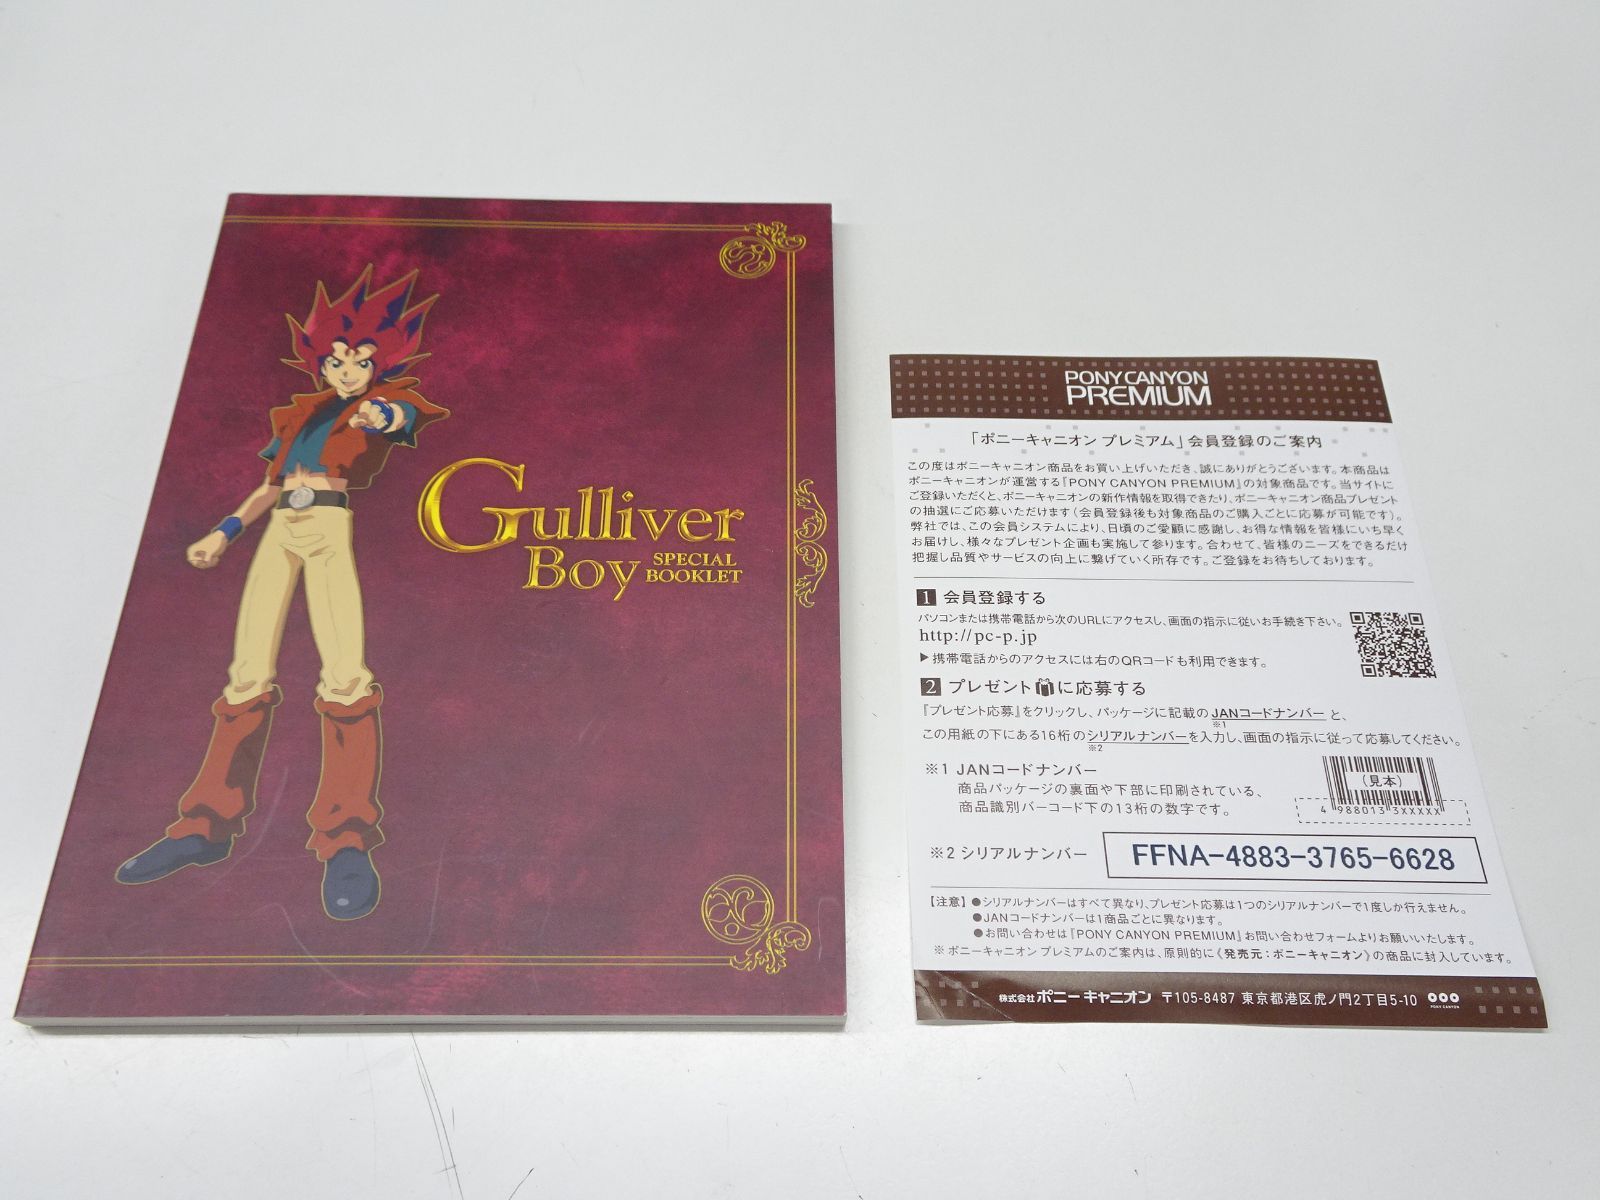 Gulliver
Boy SPECIAL
BOOKLET
PONY CANYON
PREMIUM
「ポニーキャニオン プレミアム」会員登録のご案内
この度はポニーキャニオン商品をお買い上げいただき、誠にありがとうございます。本商品は
ポニーキャニオンが運営する『PONY CANYON PREMIUM』の対象商品です。当サイトに
ご登録いただくと、ポニーキャニオンの新作情報を取得できたり、ポニーキャニオン商品プレゼント
の抽選にご応募いただけます(会員登録後も対象商品のご購入ごとに応募が可能です)。
弊社では、この会員システムにより、日頃のご愛顧に感謝し、お得な情報を皆様にいち早く
お届けし、様々なプレゼント企画も実施して参ります。合わせて、皆様のニーズをできるだけ
把握し品質やサービスの向上に繋げていく所存です。ご登録をお待ちしております。
1 会員登録する
パソコンまたは携帯電話から次のURLにアクセスし、画面の指示に従いお手続き下さい。
http://pc-p.jp
▶携帯電話からのアクセスには右のQRコードも利用できます。
2 プレゼントに応募する
『プレゼント応募』をクリックし、パッケージに記載のJANコードナンバーと、
※1
この用紙の下にある16桁のシリアルナンバーを入力し、画面の指示に従って応募してください。
※2
※1 JANコードナンバー
商品パッケージの裏面や下部に印刷されている、
商品識別バーコード下の13桁の数字です。
(見本)
4 988013 3XXXXX
※2 シリアルナンバー FFNA-4883-3765-6628
【注意】●シリアルナンバーはすべて異なり、プレゼント応募は1つのシリアルナンバーで1度しか行えません。
●JANコードナンバーは1商品ごとに異なります。
●お問い合わせは『PONY CANYON PREMIUM』お問い合わせフォームよりお願いいたします。
※ポニーキャニオン プレミアムのご案内は、原則的に《発売元:ポニーキャニオン》の商品に封入しています。
株式会社 ポニーキャニオン 〒105-8487 東京都港区虎ノ門2丁目5-10
PONY CANYON